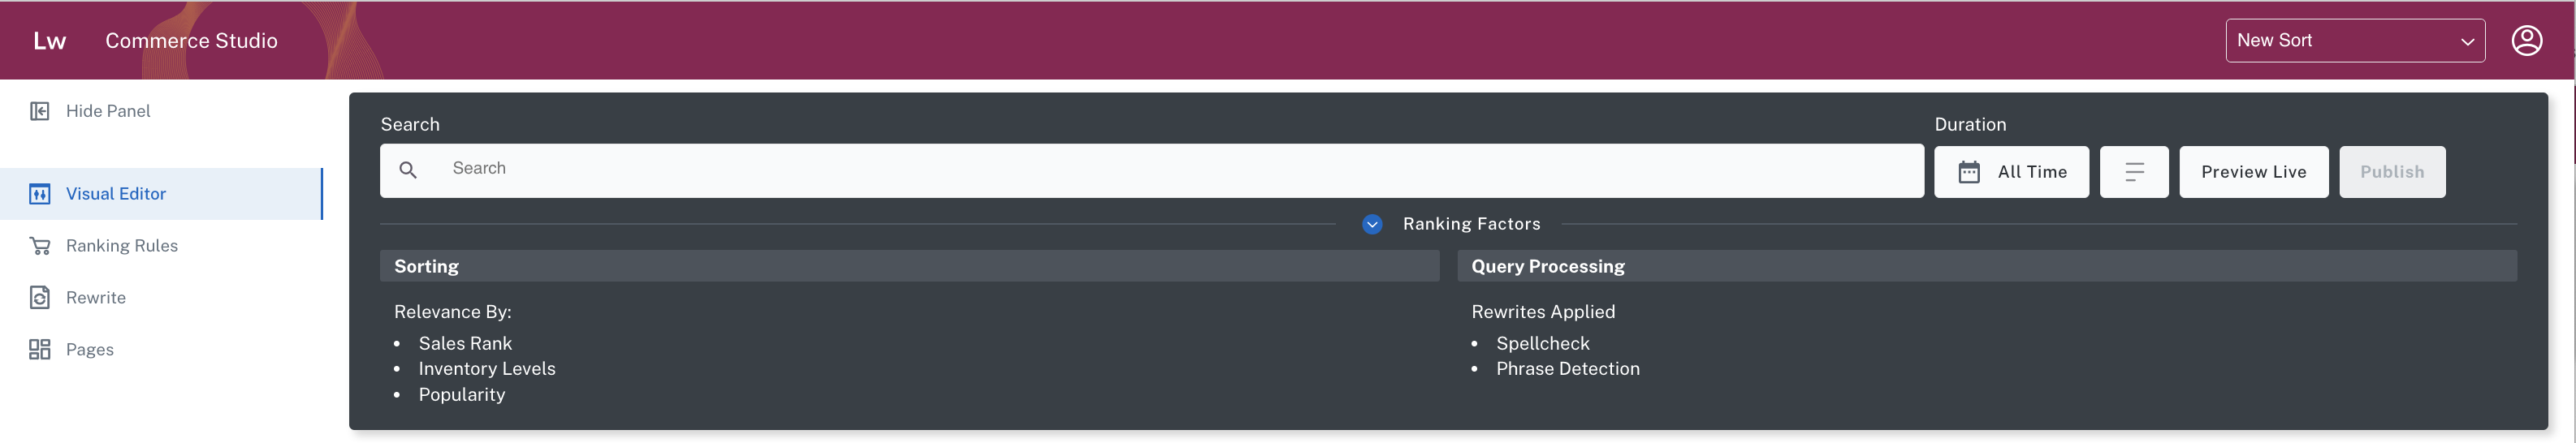 Lw Commerce Studio New Sort
Hide Panel
Visual Editor
Ranking Rules
Rewrite
Pages
Search Duration
Search All Time Preview Live Publish
Ranking Factors
Sorting
Relevance By:
• Sales Rank
• Inventory Levels
• Popularity
Query Processing
Rewrites Applied
• Spellcheck
• Phrase Detection